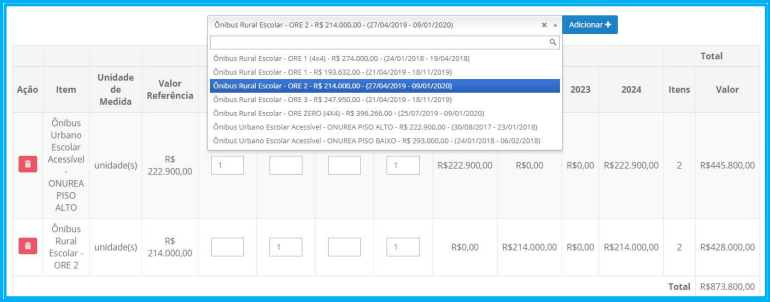 Ônibus Rural Escolar - ORE 2 - R$ 214.000,00 - (27/04/2019 - 09/01/2020) × Adicionar +
Ônibus Rural Escolar - ORE 1 (4x4) - R$ 274.000,00 - (24/01/2018 - 19/04/2018)
Ônibus Rural Escolar - ORE 1 - R$ 193.632,00 - (21/04/2019 - 18/11/2019)
Ônibus Rural Escolar - ORE 2 - R$ 214.000,00 - (27/04/2019 - 09/01/2020)
Ônibus Rural Escolar - ORE 3 - R$ 247.950,00 - (21/04/2019 - 18/11/2019)
Ônibus Rural Escolar - ORE ZERO (4X4) - R$ 396.266,00 - (25/07/2019 - 09/01/2020)
Ônibus Urbano Escolar Acessível - ONUREA PISO ALTO - R$ 222.900,00 - (30/08/2017 - 23/01/2018)
Ônibus Urbano Escolar Acessível - ONUREA PISO BAIXO - R$ 293.000,00 - (24/01/2018 - 06/02/2018)
Total
Ação Item Unidade de Medida Valor Referência 2023 2024 Itens Valor
Ônibus
Urbano
Escolar
Acessível
-
ONUREA
PISO
ALTO
unidade(s) R$ 222.900,00 1 1 R$222.900,00 R$0,00 R$0,00 R$222.900,00 2 R$445.800,00
Ônibus
Rural
Escolar -
ORE 2
unidade(s) R$ 214.000,00 1 1 R$0,00 R$214.000,00 R$0,00 R$214.000,00 2 R$428.000,00
Total R$873.800,00